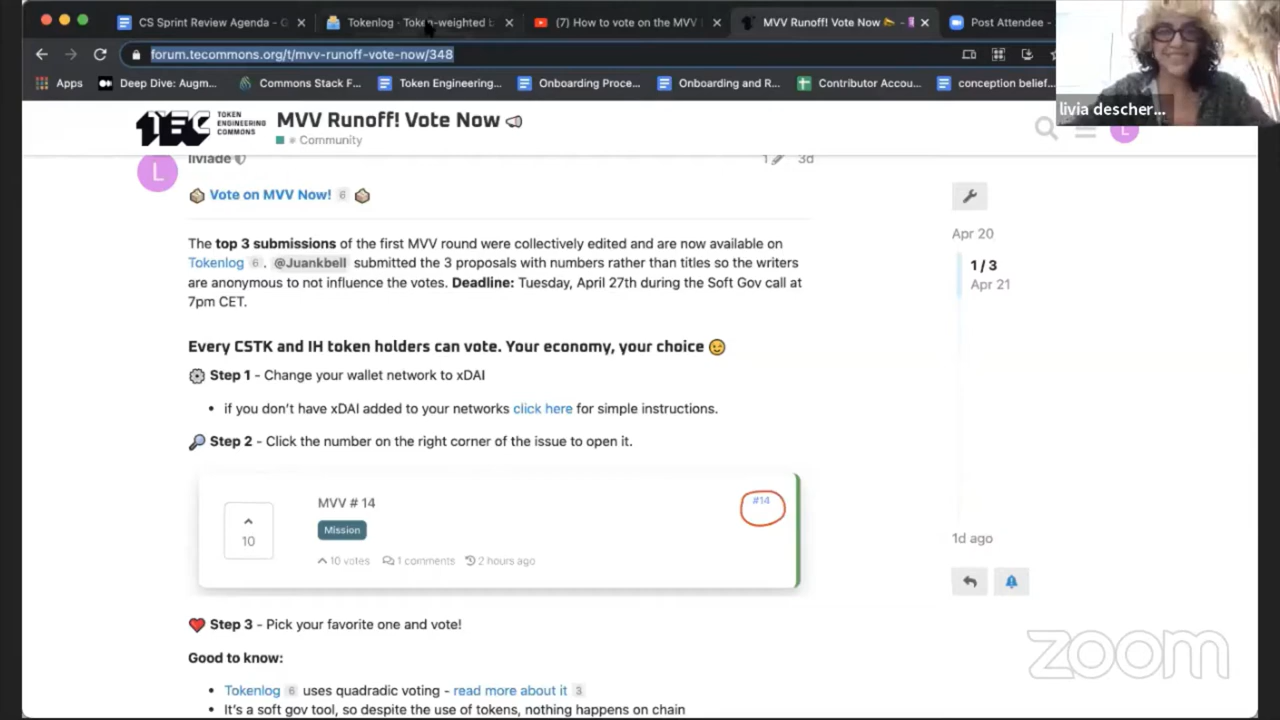 CS Sprint Review Agenda - G
Tokenlog · Token-weighted b
(7) How to vote on the MVV
MVV Runoff! Vote Now
Post Attendee -
forum.tecommons.org/t/mvv-runoff-vote-now/348
Apps
Deep Dive: Augm...
Commons Stack F...
Token Engineering...
Onboarding Proce...
Onboarding and R...
Contributor Accou...
conception belief...
livia descher...
TEC
TOKEN
ENGINEERING
COMMONS
MVV Runoff! Vote Now
Community
L
L
liviade
1
3d
Vote on MVV Now! 6
The top 3 submissions of the first MVV round were collectively edited and are now available on
Tokenlog 6. @Juankbell submitted the 3 proposals with numbers rather than titles so the writers
are anonymous to not influence the votes. Deadline: Tuesday, April 27th during the Soft Gov call at
7pm CET.
Every CSTK and IH token holders can vote. Your economy, your choice 😉
Step 1 - Change your wallet network to xDAI
• if you don't have xDAI added to your networks click here for simple instructions.
Step 2 - Click the number on the right corner of the issue to open it.
MVV # 14
#14
10
Mission
10 votes 1 comments 2 hours ago
Step 3 - Pick your favorite one and vote!
Good to know:
• Tokenlog 6 uses quadratic voting - read more about it 3
• It's a soft gov tool, so despite the use of tokens, nothing happens on chain
Apr 20
1 / 3
Apr 21
1d ago
zoom